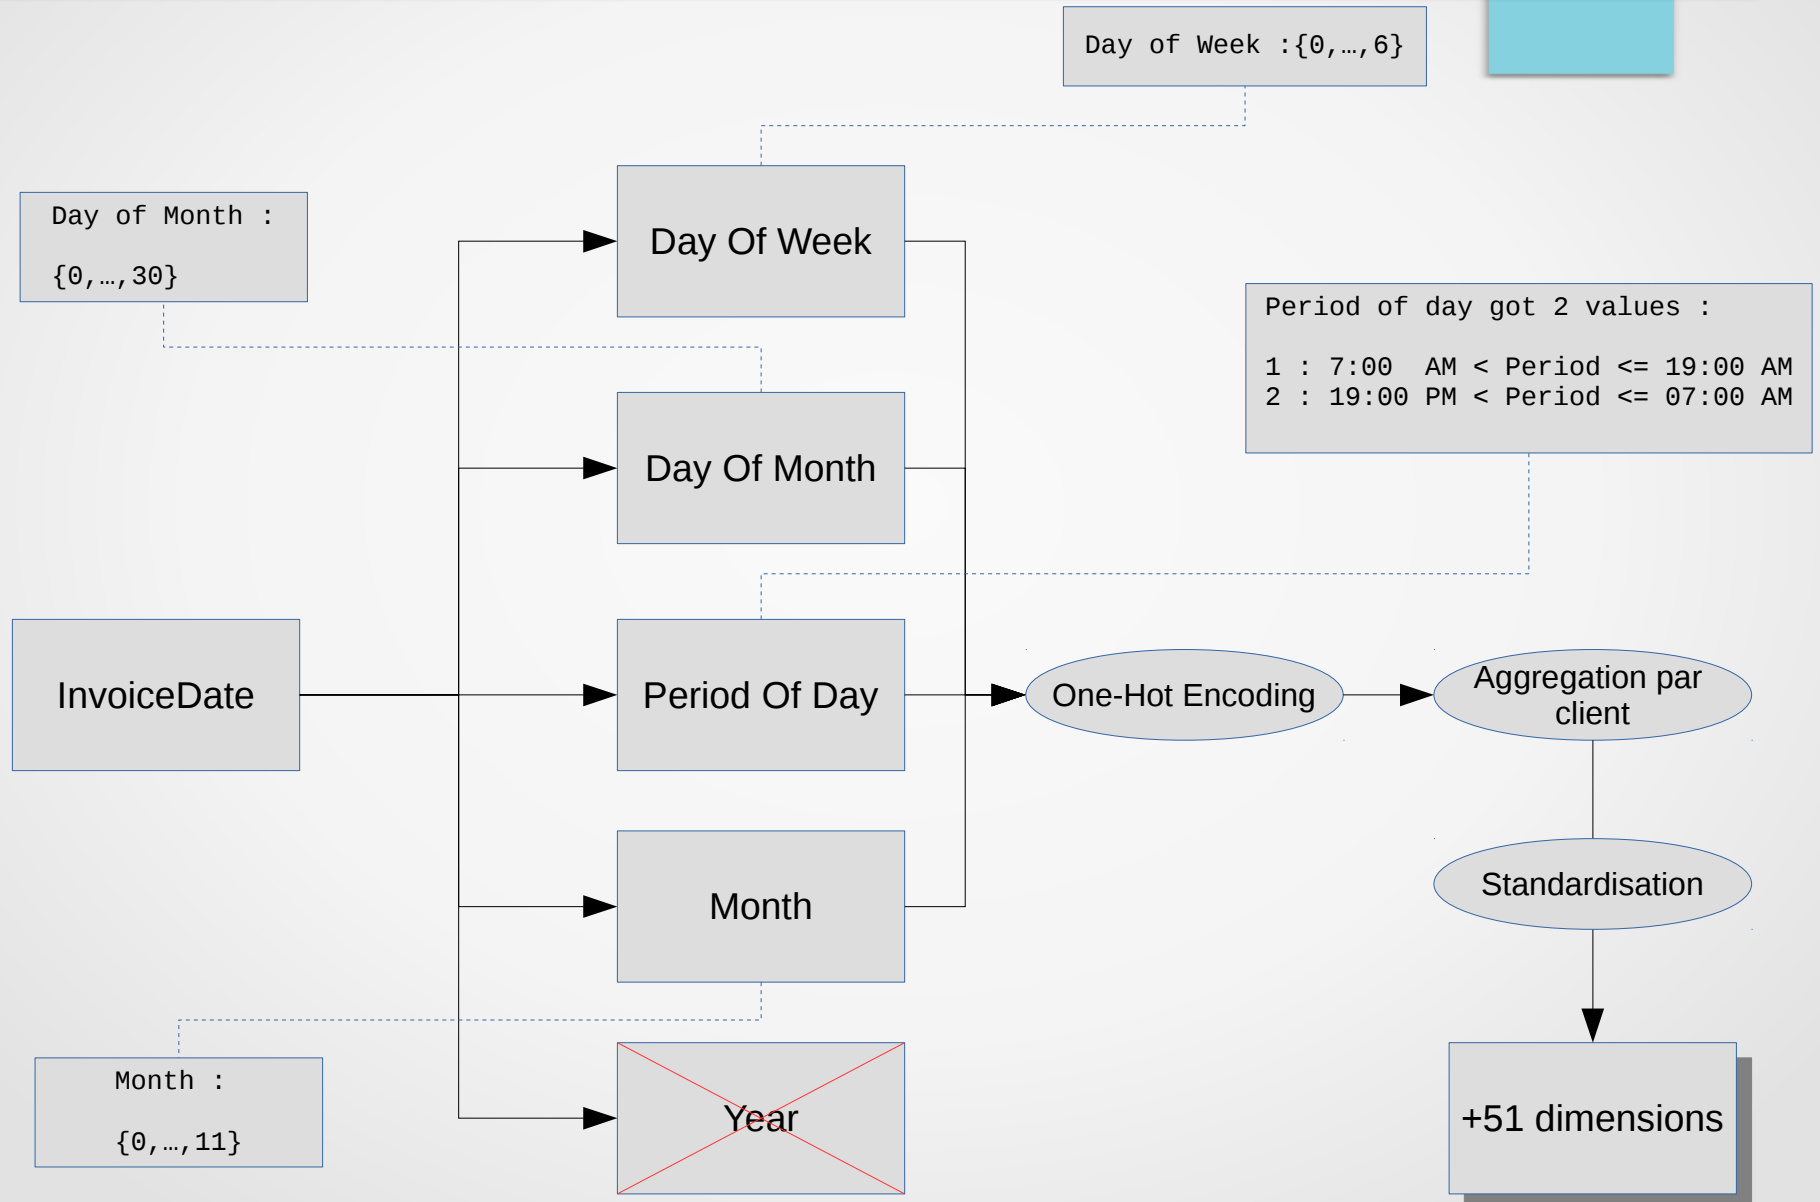 Day of Week :{0,…,6}
Day of Month :
{0,…,30}
Day Of Week
Period of day got 2 values :
1 : 7:00  AM < Period <= 19:00 AM
2 : 19:00 PM < Period <= 07:00 AM
Day Of Month
InvoiceDate
Period Of Day
One-Hot Encoding
Aggregation par
client
Month
Standardisation
Month :
{0,…,11}
Year
+51 dimensions